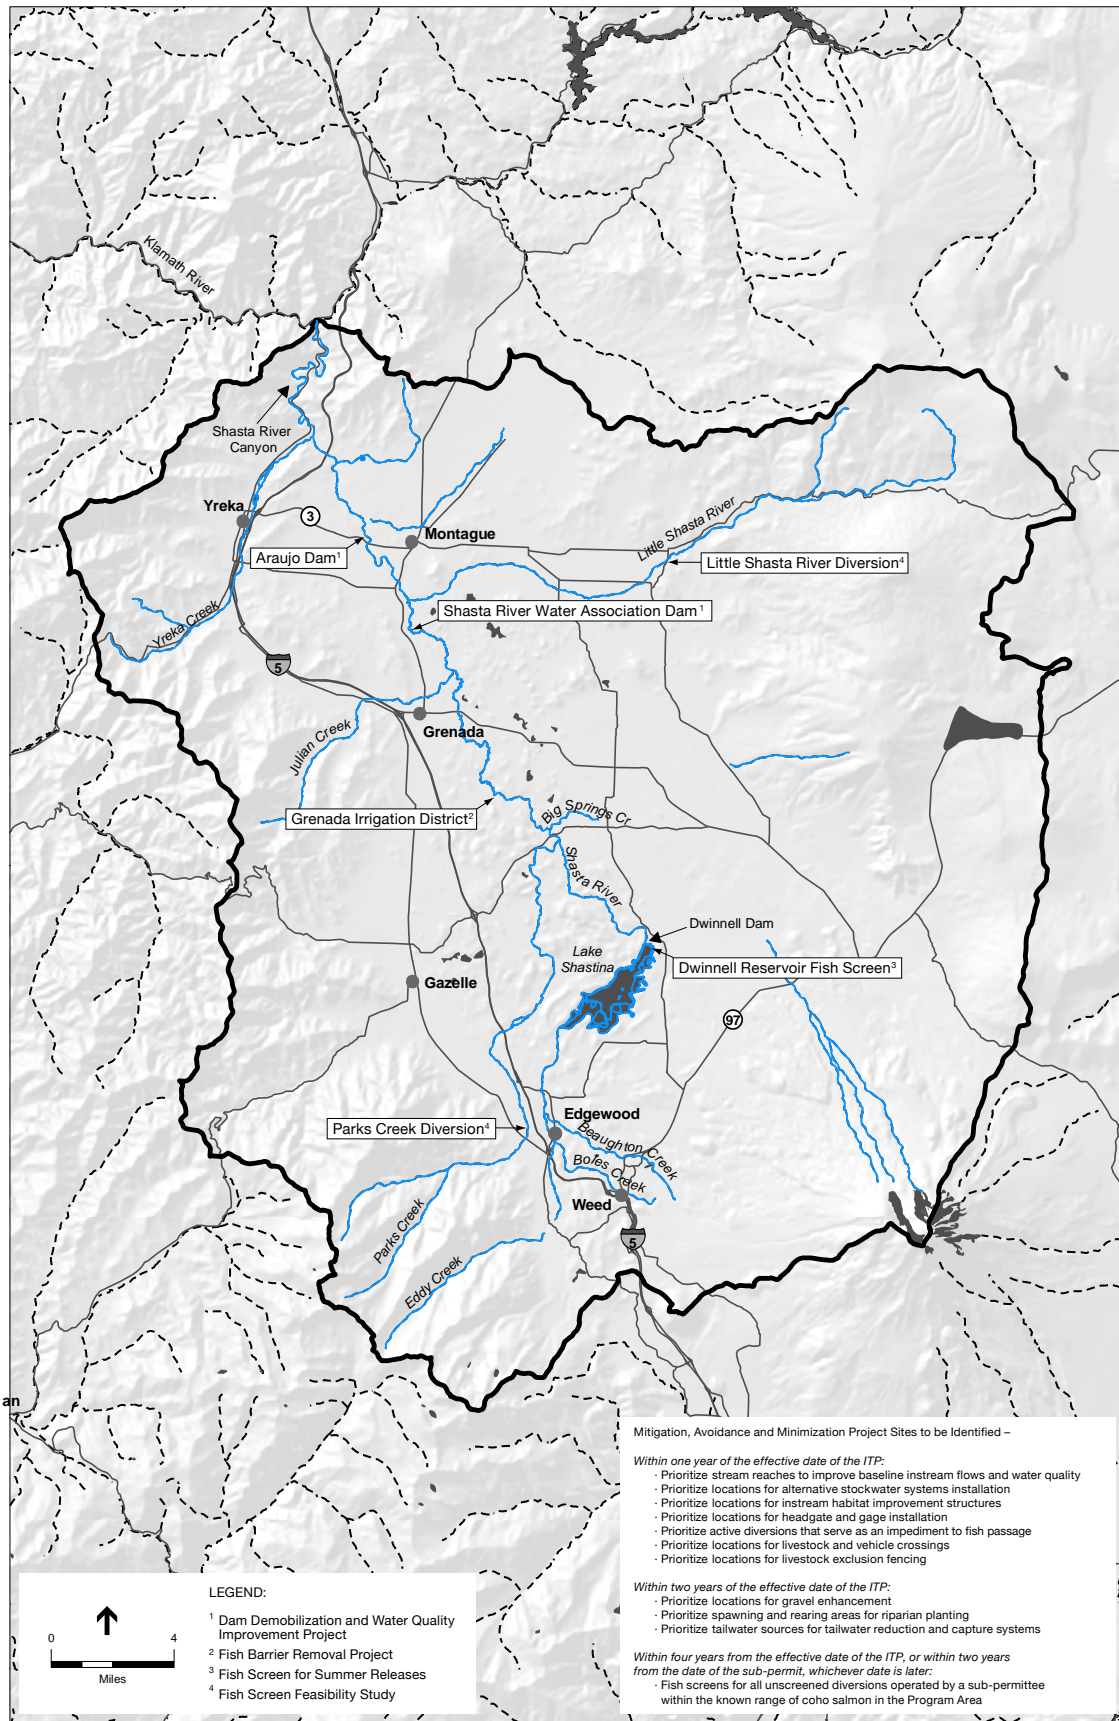 Klamath River
Shasta River
Canyon
Yreka
3
Montague
Araujo Dam¹
Little Shasta River
Little Shasta River Diversion⁴
Shasta River Water Association Dam¹
Yreka Creek
5
Julian Creek
Grenada
Grenada Irrigation District²
Big Springs Cr
Shasta River
Dwinnell Dam
Lake
Shastina
Dwinnell Reservoir Fish Screen³
Gazelle
97
Edgewood
Parks Creek Diversion⁴
Beaughton Creek
Boles Creek
Weed
Parks Creek
5
Eddy Creek
an
Mitigation, Avoidance and Minimization Project Sites to be Identified –
Within one year of the effective date of the ITP:
· Prioritize stream reaches to improve baseline instream flows and water quality
· Prioritize locations for alternative stockwater systems installation
· Prioritize locations for instream habitat improvement structures
· Prioritize locations for headgate and gage installation
· Prioritize active diversions that serve as an impediment to fish passage
· Prioritize locations for livestock and vehicle crossings
· Prioritize locations for livestock exclusion fencing
Within two years of the effective date of the ITP:
· Prioritize locations for gravel enhancement
· Prioritize spawning and rearing areas for riparian planting
· Prioritize tailwater sources for tailwater reduction and capture systems
Within four years from the effective date of the ITP, or within two years
from the date of the sub-permit, whichever date is later:
· Fish screens for all unscreened diversions operated by a sub-permittee
within the known range of coho salmon in the Program Area
LEGEND:
¹ Dam Demobilization and Water Quality
Improvement Project
² Fish Barrier Removal Project
³ Fish Screen for Summer Releases
⁴ Fish Screen Feasibility Study
0 4
Miles